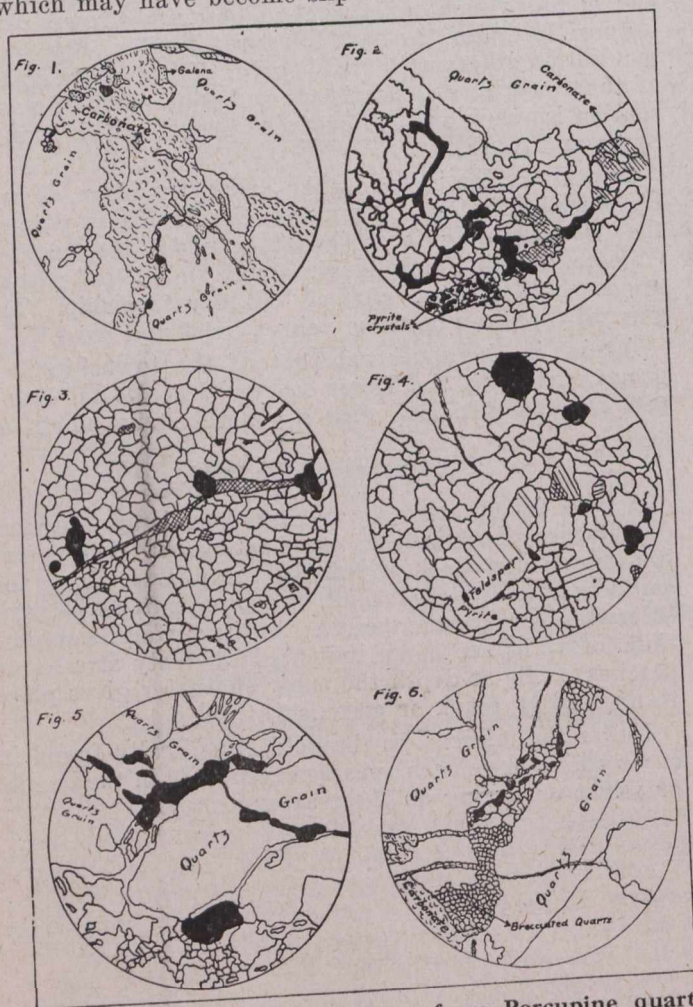 which may have become
Fig. 1.
Galena
Quartz Grain
Carbonate
Quartz Grain
Quartz Grain
Fig. 2
Quartz Grain
Carbonate
Pyrite
crystals
Fig. 3.
Fig. 4.
Feldspar
Pyrite
Fig. 5
Quartz Grain
Quartz
Grain
Grain
Quartz
Fig. 6.
Quartz Grain
Grain
Quartz
Carbonate
Brecciated Quartz
Porcupine quart